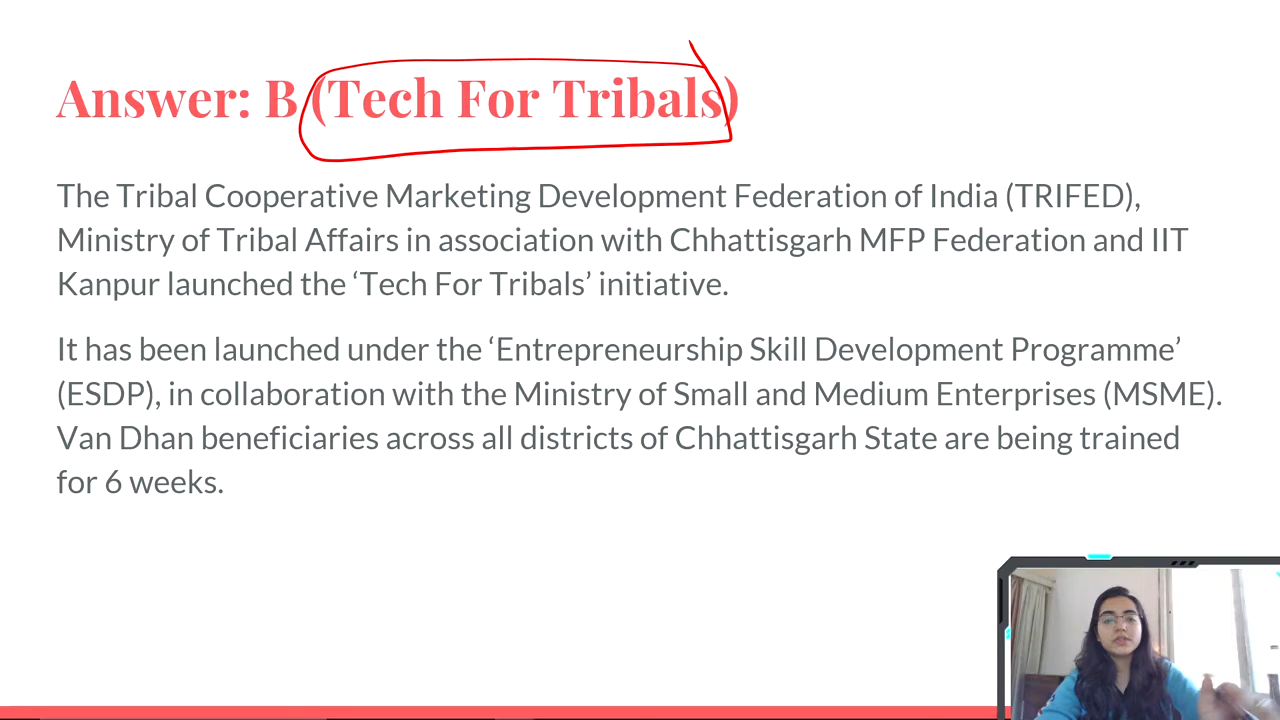 Answer: B (Tech For Tribals)
The Tribal Cooperative Marketing Development Federation of India (TRIFED),
Ministry of Tribal Affairs in association with Chhattisgarh MFP Federation and IIT
Kanpur launched the ‘Tech For Tribals’ initiative.
It has been launched under the ‘Entrepreneurship Skill Development Programme’
(ESDP), in collaboration with the Ministry of Small and Medium Enterprises (MSME).
Van Dhan beneficiaries across all districts of Chhattisgarh State are being trained
for 6 weeks.